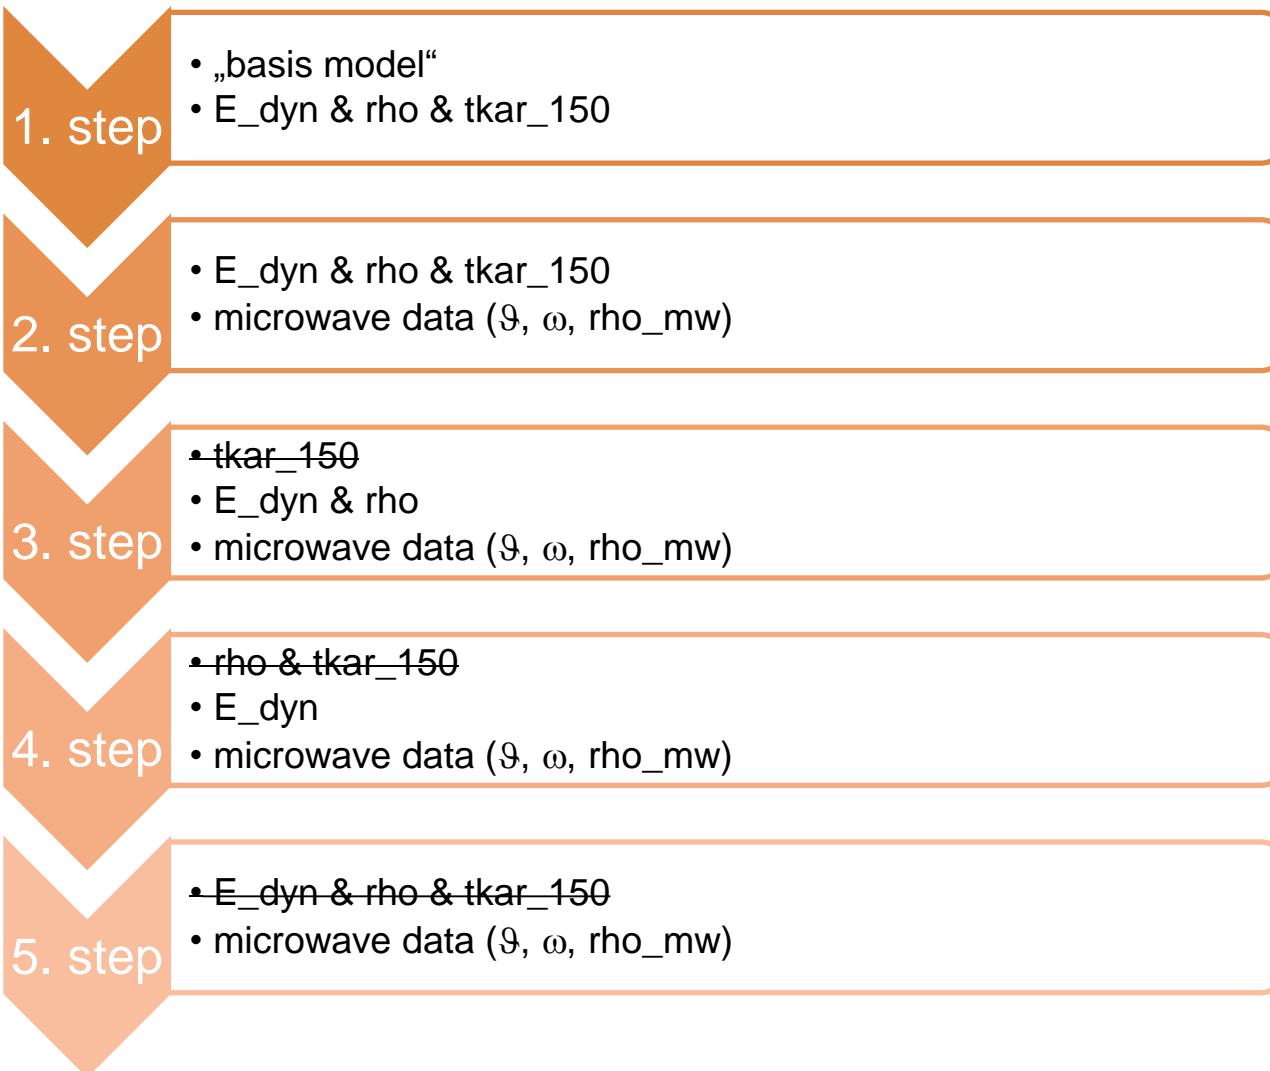 1. step
• „basis model“
• E_dyn & rho & tkar_150
2. step
• E_dyn & rho & tkar_150
• microwave data (ϑ, ω, rho_mw)
3. step
• tkar_150
• E_dyn & rho
• microwave data (ϑ, ω, rho_mw)
4. step
• rho & tkar_150
• E_dyn
• microwave data (ϑ, ω, rho_mw)
5. step
• E_dyn & rho & tkar_150
• microwave data (ϑ, ω, rho_mw)